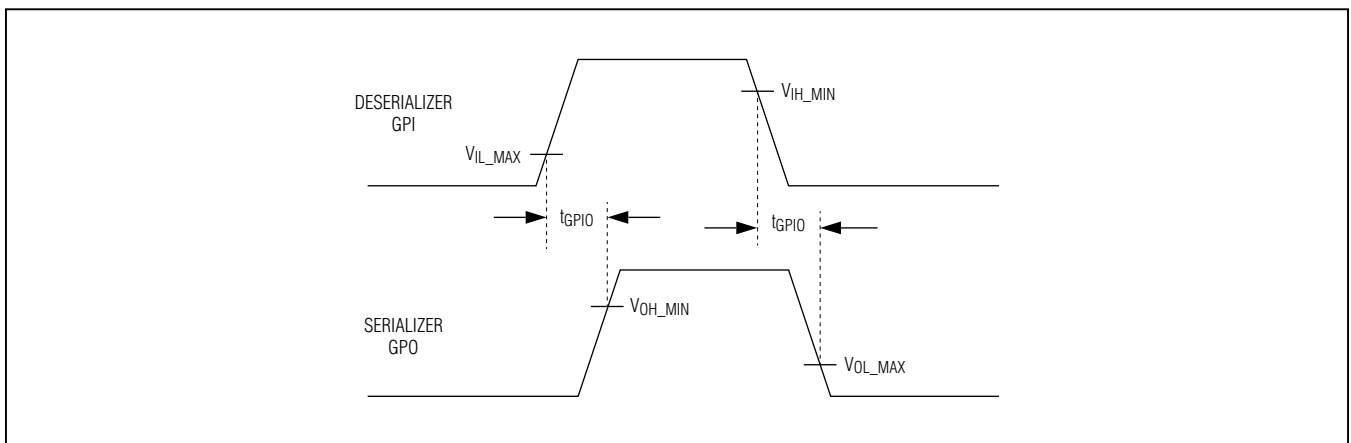 DESERIALIZER
GPI
VIH_MIN
VIL_MAX
tGPIO
tGPIO
SERIALIZER
GPO
VOH_MIN
VOL_MAX